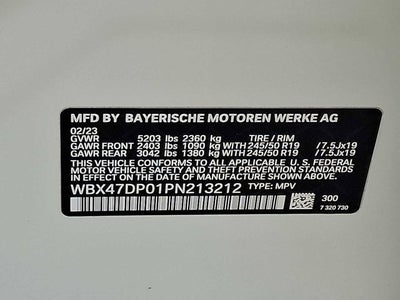 MFD BY BAYERISCHE MOTOREN WERKE AG
02/23
GVWR 5203 lbs 2360 kg TIRE / RIM
GAWR FRONT 2403 lbs 1090 kg WITH 245/50 R19 /7.5Jx19
GAWR REAR 3042 lbs 1380 kg WITH 245/50 R19 /7.5Jx19
THIS VEHICLE CONFORMS TO ALL APPLICABLE U. S. FEDERAL
MOTOR VEHICLE SAFETY AND THEFT PREVENTION STANDARDS
IN EFFECT ON THE DATE OF MANUFACTURE SHOWN ABOVE.
WBX47DP01PN213212 TYPE: MPV
300
7 320 730